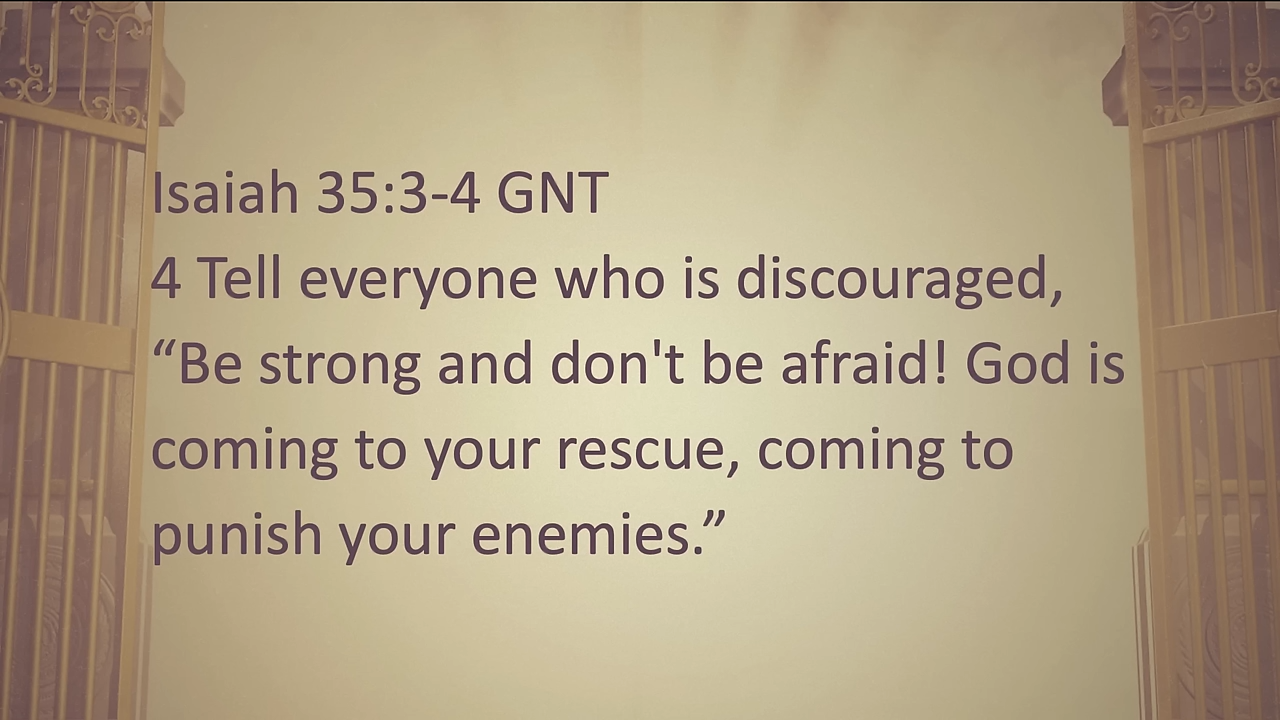 Isaiah 35:3-4 GNT
4 Tell everyone who is discouraged,
“Be strong and don't be afraid! God is
coming to your rescue, coming to
punish your enemies.”